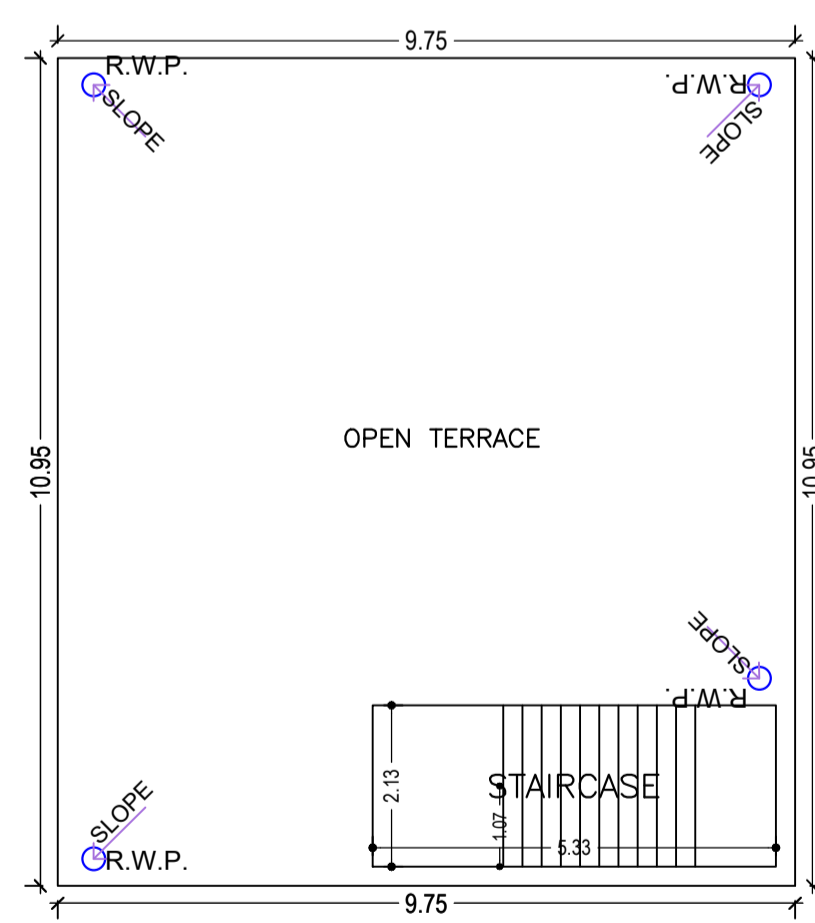 9.75
R.W.P.
R.W.P.
SLOPE
SLOPE
OPEN TERRACE
10.95
10.95
SLOPE
R.W.P.
2.13
STAIRCASE
1.07
5.33
SLOPE
R.W.P.
9.75